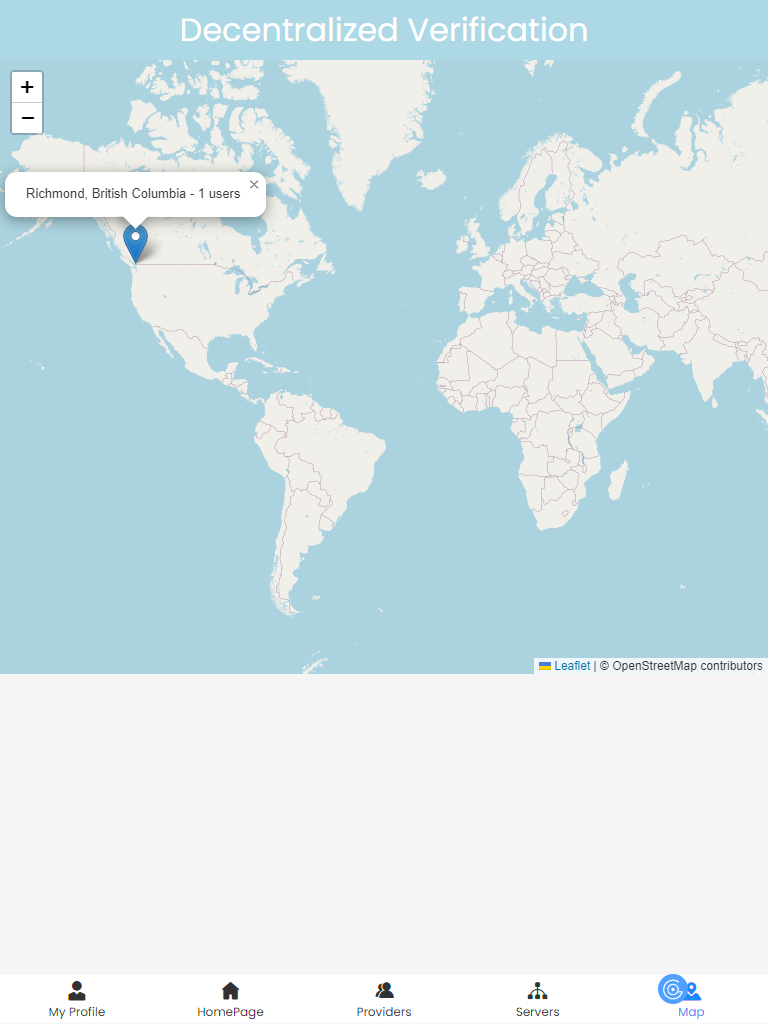 Decentralized Verification
+
−
Richmond, British Columbia - 1 users
×
Leaflet | © OpenStreetMap contributors
My Profile
HomePage
Providers
Servers
Map